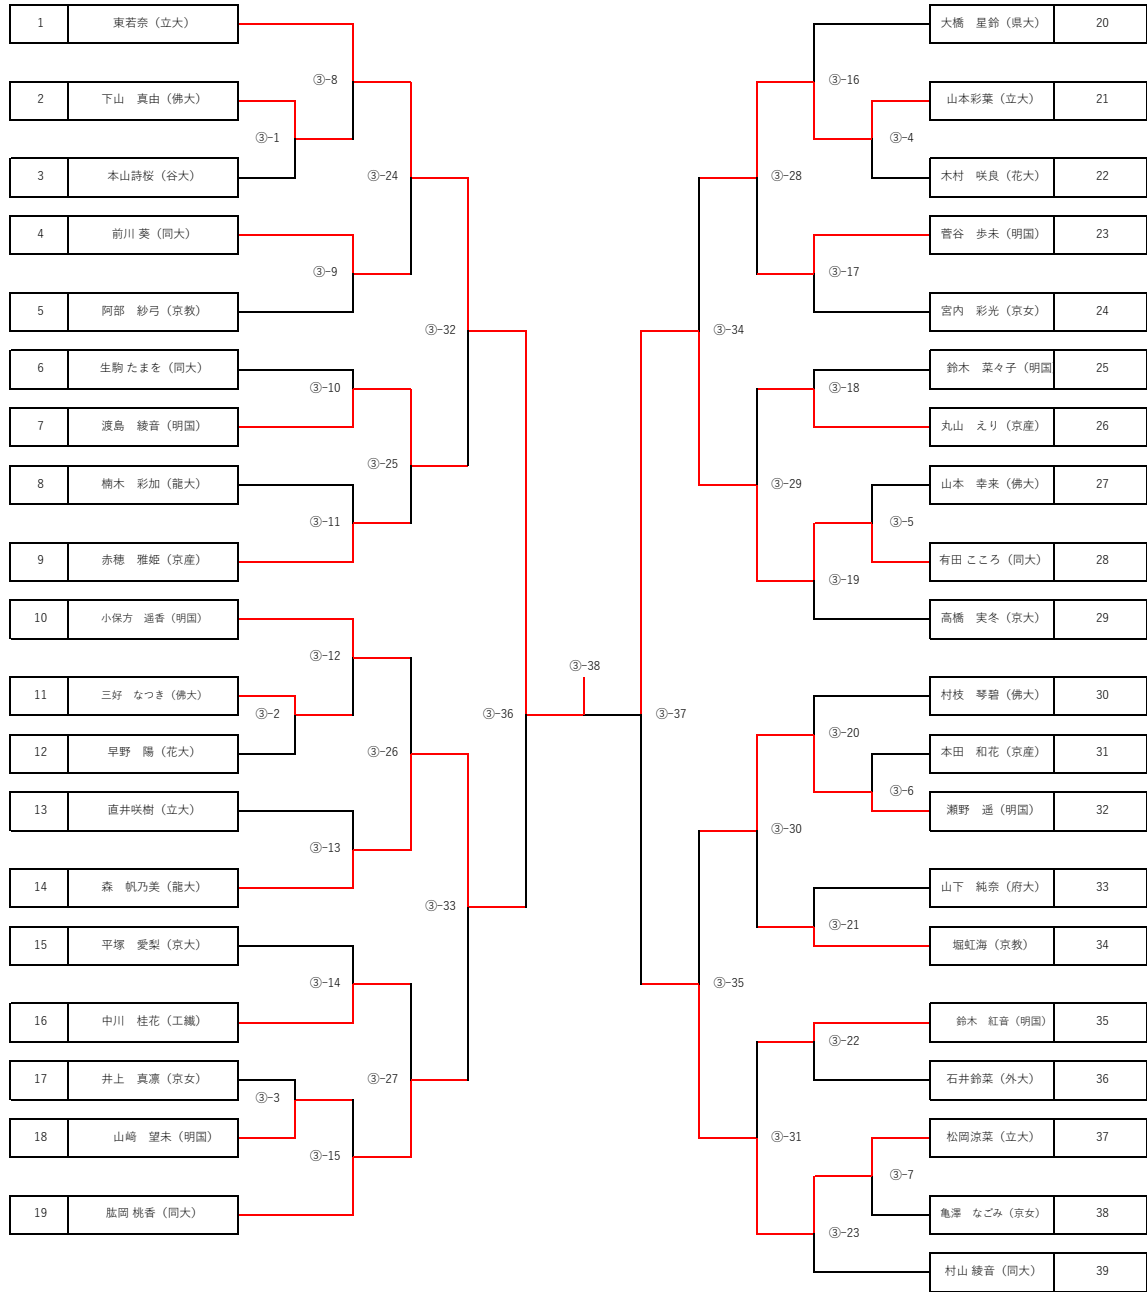 1 東若奈（立大）
③-8
2 下山　真由（佛大）
③-1
3 本山詩桜（谷大）
③-24
4 前川 葵（同大）
③-9
5 阿部　紗弓（京教）
③-32
6 生駒 たまを（同大）
③-10
7 渡島　綾音（明国）
③-25
8 楠木　彩加（龍大）
③-11
9 赤穂　雅姫（京産）
10 小保方　遥香（明国）
③-12
11 三好　なつき（佛大）
③-2
12 早野　陽（花大）
③-26
13 直井咲樹（立大）
③-13
14 森　帆乃美（龍大）
③-33
15 平塚　愛梨（京大）
③-14
16 中川　桂花（工繊）
17 井上　真凛（京女）
③-27
③-3
18 山﨑　望未（明国）
③-15
19 肱岡 桃香（同大）
③-36
③-38
③-37
大橋　星鈴（県大） 20
③-16
山本彩葉（立大） 21
③-4
木村　咲良（花大） 22
③-28
菅谷　歩未（明国） 23
③-17
宮内　彩光（京女） 24
③-34
鈴木　菜々子（明国 25
③-18
丸山　えり（京産） 26
③-29
山本　幸来（佛大） 27
③-5
有田 こころ（同大） 28
③-19
高橋　実冬（京大） 29
村枝　琴碧（佛大） 30
③-20
本田　和花（京産） 31
③-6
瀬野　遥（明国） 32
③-30
山下　純奈（府大） 33
③-21
堀虹海（京教） 34
③-35
鈴木　紅音（明国） 35
③-22
石井鈴菜（外大） 36
③-31
松岡涼菜（立大） 37
③-7
亀澤　なごみ（京女） 38
③-23
村山 綾音（同大） 39